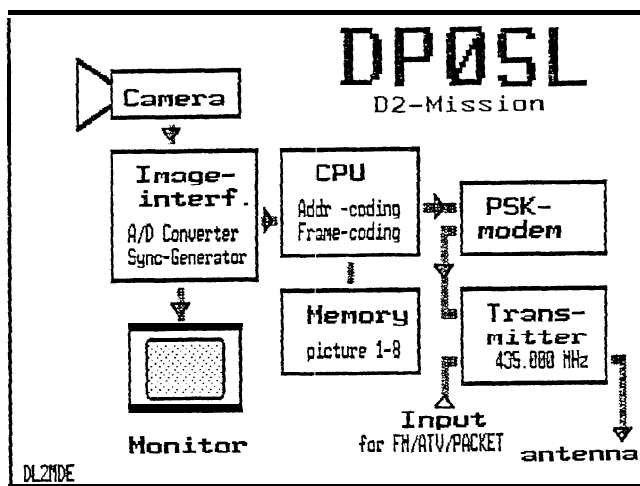 DP0SL
D2-Mission
Camera
Image-
interf.
A/D Converter
Sync-Generator
CPU
Addr -coding
Frame-coding
PSK-
modem
Memory
picture 1-8
Trans-
mitter
435.000 MHz
Monitor
Input
for FM/ATV/PACKET
antenna
DL2MDE